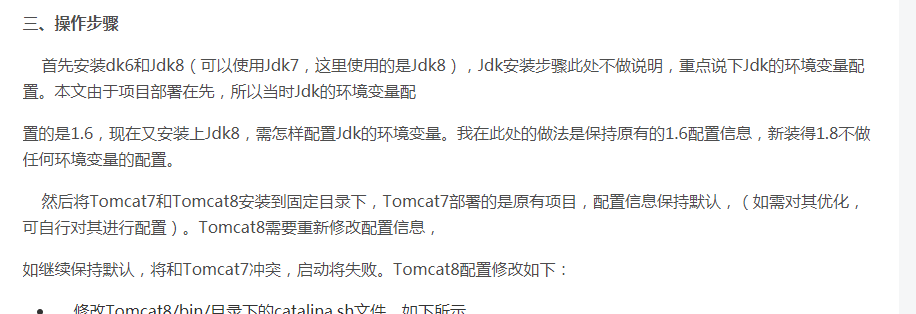 三、操作步骤
首先安装dk6和Jdk8（可以使用Jdk7，这里使用的是Jdk8），Jdk安装步骤此处不做说明，重点说下Jdk的环境变量配
置。本文由于项目部署在先，所以当时Jdk的环境变量配
置的是1.6，现在又安装上Jdk8，需怎样配置Jdk的环境变量。我在此处的做法是保持原有的1.6配置信息，新装得1.8不做
任何环境变量的配置。
然后将Tomcat7和Tomcat8安装到固定目录下，Tomcat7部署的是原有项目，配置信息保持默认，（如需对其优化，
可自行对其进行配置）。Tomcat8需要重新修改配置信息，
如继续保持默认，将和Tomcat7冲突，启动将失败。Tomcat8配置修改如下：
• 修改Tomcat8/bin/目录下的catalina.sh文件，如下所示